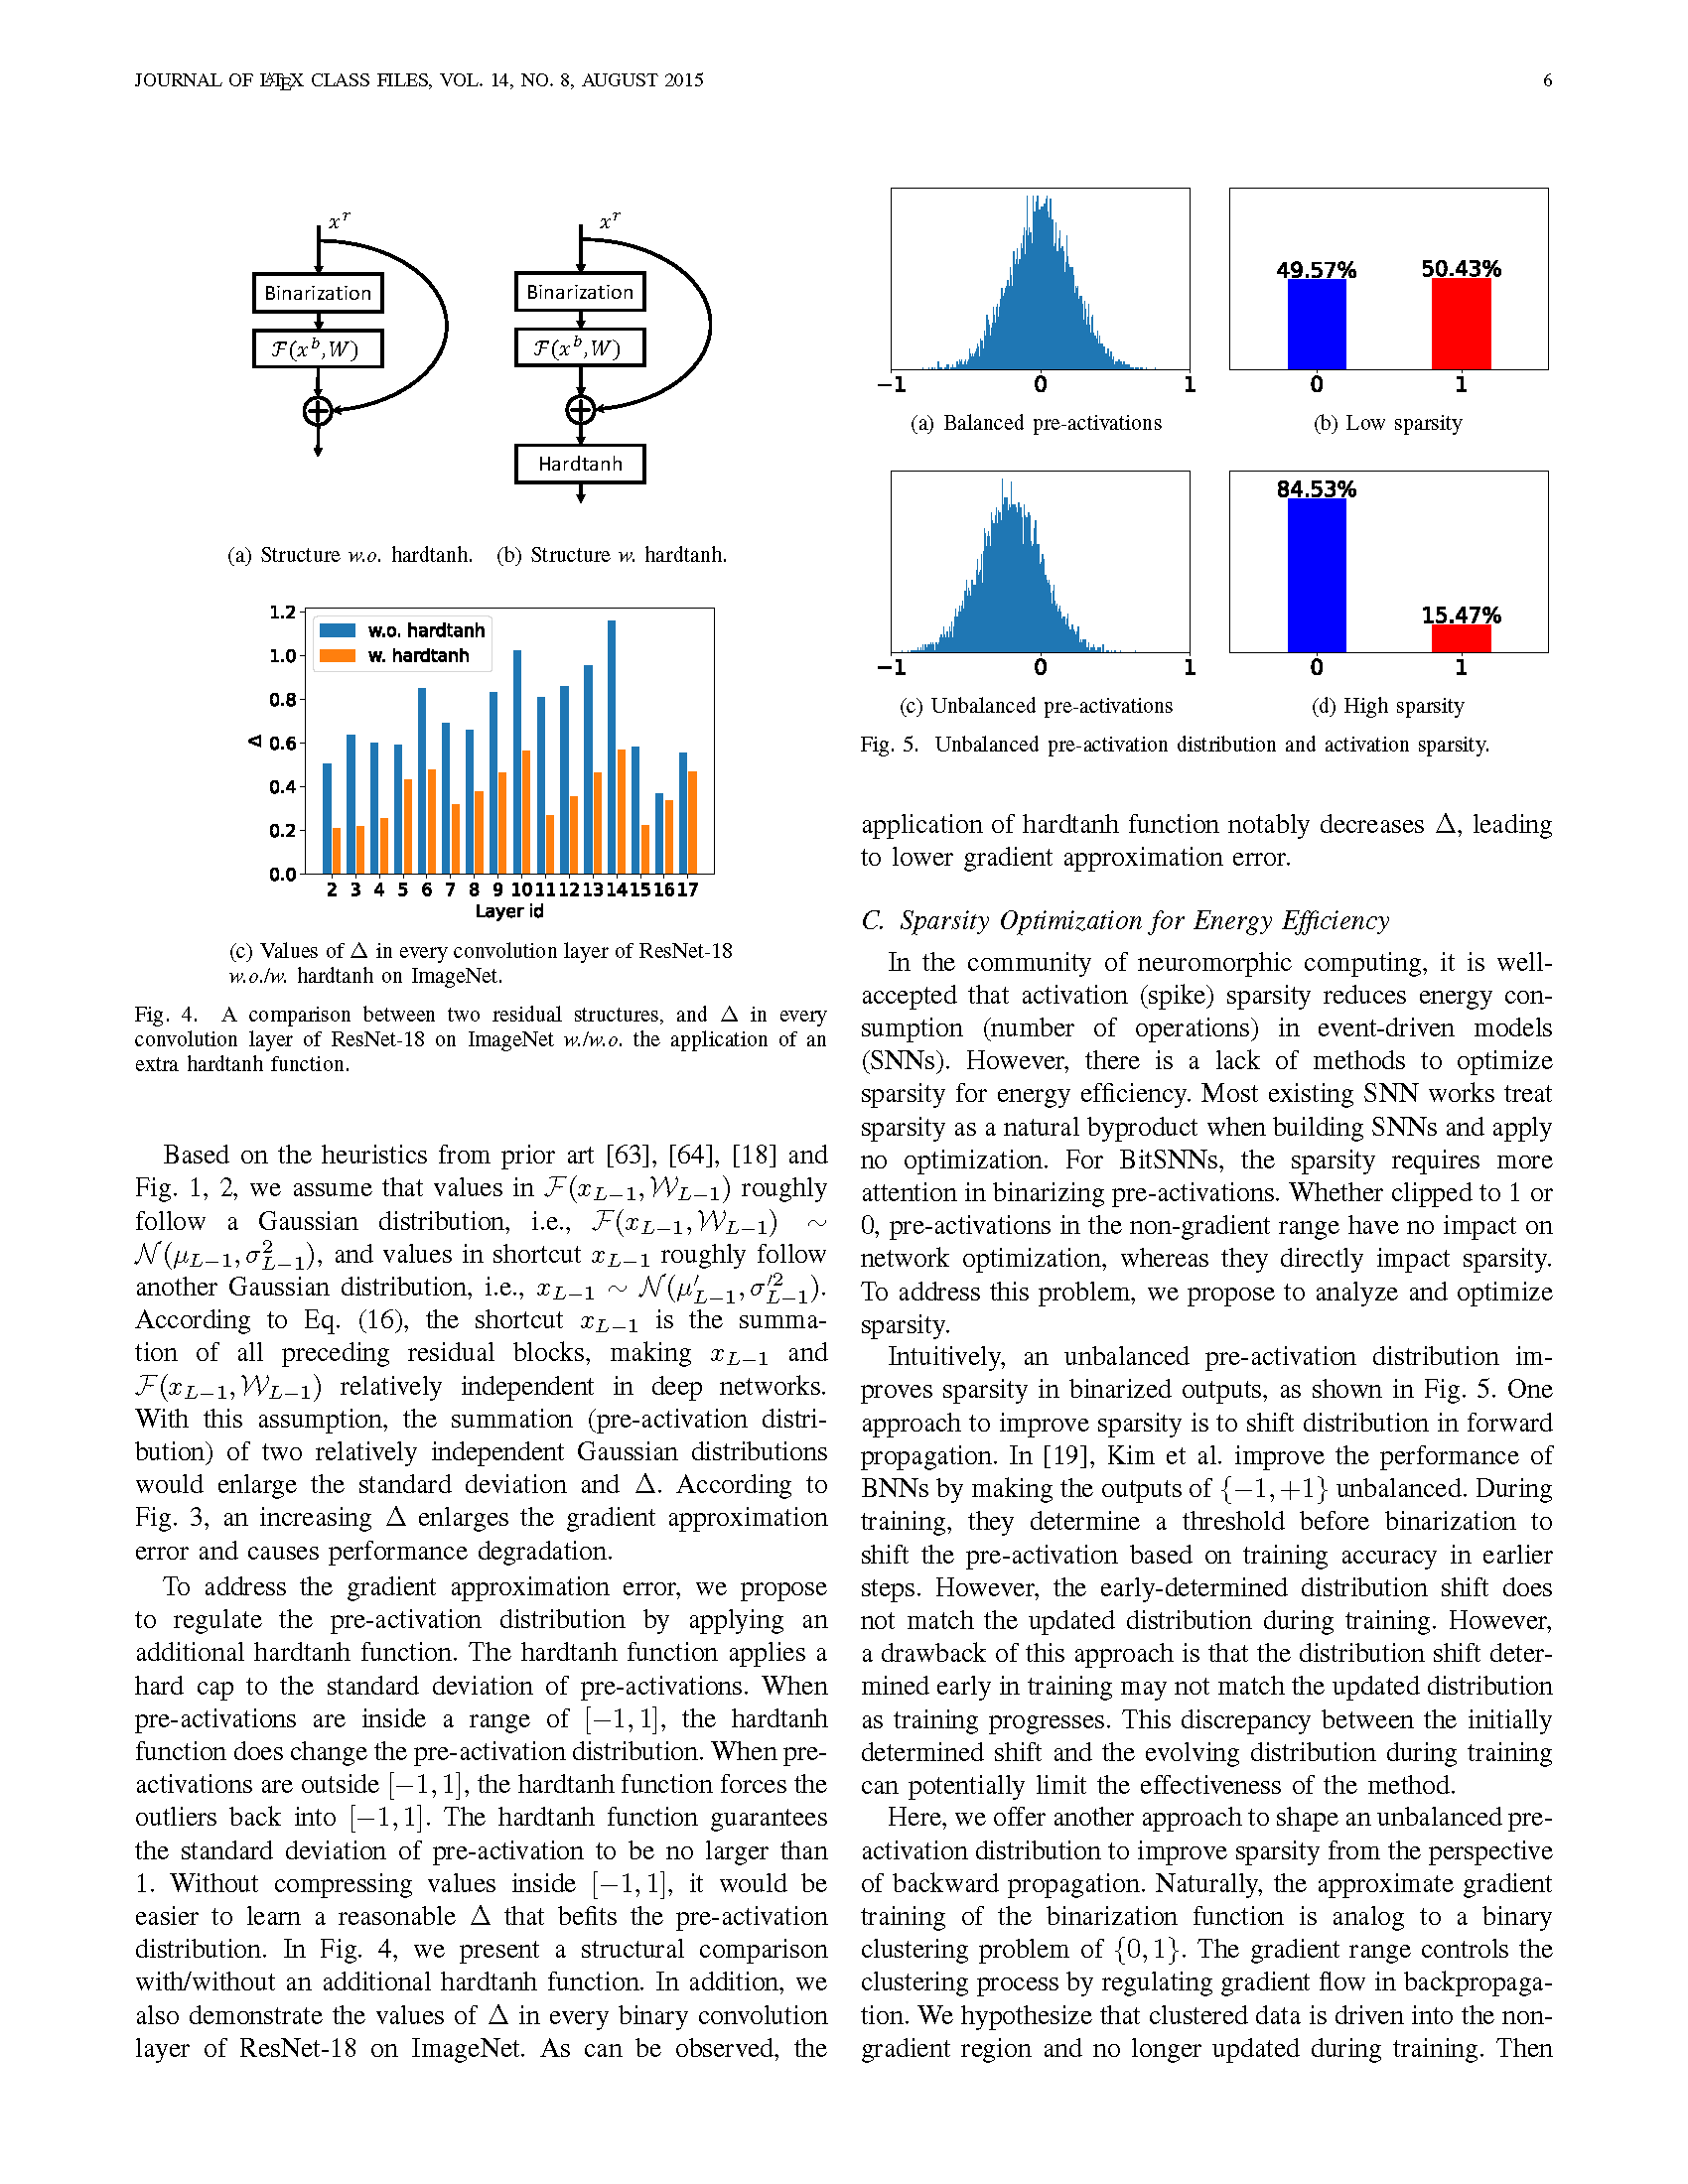 JOURNAL OF LATEX CLASS FILES, VOL. 14, NO. 8, AUGUST 2015
6
x^r
Binarization
F(x^b,W)
x^r
Binarization
F(x^b,W)
Hardtanh
(a) Structure w.o. hardtanh.
(b) Structure w. hardtanh.
1.2
1.0
0.8
0.6
0.4
0.2
0.0
Δ
w.o. hardtanh
w. hardtanh
2 3 4 5 6 7 8 9 10 11 12 13 14 15 16 17
Layer id
(c) Values of Δ in every convolution layer of ResNet-18
w.o./w. hardtanh on ImageNet.
Fig. 4. A comparison between two residual structures, and Δ in every
convolution layer of ResNet-18 on ImageNet w./w.o. the application of an
extra hardtanh function.
Based on the heuristics from prior art [63], [64], [18] and
Fig. 1, 2, we assume that values in F(x_{L−1}, W_{L−1}) roughly
follow a Gaussian distribution, i.e., F(x_{L−1}, W_{L−1}) ∼
N(μ_{L−1}, σ²_{L−1}), and values in shortcut x_{L−1} roughly follow
another Gaussian distribution, i.e., x_{L−1} ∼ N(μ′_{L−1}, σ′²_{L−1}).
According to Eq. (16), the shortcut x_{L−1} is the summa-
tion of all preceding residual blocks, making x_{L−1} and
F(x_{L−1}, W_{L−1}) relatively independent in deep networks.
With this assumption, the summation (pre-activation distri-
bution) of two relatively independent Gaussian distributions
would enlarge the standard deviation and Δ. According to
Fig. 3, an increasing Δ enlarges the gradient approximation
error and causes performance degradation.
To address the gradient approximation error, we propose
to regulate the pre-activation distribution by applying an
additional hardtanh function. The hardtanh function applies a
hard cap to the standard deviation of pre-activations. When
pre-activations are inside a range of [−1, 1], the hardtanh
function does change the pre-activation distribution. When pre-
activations are outside [−1, 1], the hardtanh function forces the
outliers back into [−1, 1]. The hardtanh function guarantees
the standard deviation of pre-activation to be no larger than
1. Without compressing values inside [−1, 1], it would be
easier to learn a reasonable Δ that befits the pre-activation
distribution. In Fig. 4, we present a structural comparison
with/without an additional hardtanh function. In addition, we
also demonstrate the values of Δ in every binary convolution
layer of ResNet-18 on ImageNet. As can be observed, the
−1 0 1
(a) Balanced pre-activations
49.57% 50.43%
0 1
(b) Low sparsity
−1 0 1
(c) Unbalanced pre-activations
84.53%
15.47%
0 1
(d) High sparsity
Fig. 5. Unbalanced pre-activation distribution and activation sparsity.
application of hardtanh function notably decreases Δ, leading
to lower gradient approximation error.
C. Sparsity Optimization for Energy Efficiency
In the community of neuromorphic computing, it is well-
accepted that activation (spike) sparsity reduces energy con-
sumption (number of operations) in event-driven models
(SNNs). However, there is a lack of methods to optimize
sparsity for energy efficiency. Most existing SNN works treat
sparsity as a natural byproduct when building SNNs and apply
no optimization. For BitSNNs, the sparsity requires more
attention in binarizing pre-activations. Whether clipped to 1 or
0, pre-activations in the non-gradient range have no impact on
network optimization, whereas they directly impact sparsity.
To address this problem, we propose to analyze and optimize
sparsity.
Intuitively, an unbalanced pre-activation distribution im-
proves sparsity in binarized outputs, as shown in Fig. 5. One
approach to improve sparsity is to shift distribution in forward
propagation. In [19], Kim et al. improve the performance of
BNNs by making the outputs of {−1, +1} unbalanced. During
training, they determine a threshold before binarization to
shift the pre-activation based on training accuracy in earlier
steps. However, the early-determined distribution shift does
not match the updated distribution during training. However,
a drawback of this approach is that the distribution shift deter-
mined early in training may not match the updated distribution
as training progresses. This discrepancy between the initially
determined shift and the evolving distribution during training
can potentially limit the effectiveness of the method.
Here, we offer another approach to shape an unbalanced pre-
activation distribution to improve sparsity from the perspective
of backward propagation. Naturally, the approximate gradient
training of the binarization function is analog to a binary
clustering problem of {0, 1}. The gradient range controls the
clustering process by regulating gradient flow in backpropaga-
tion. We hypothesize that clustered data is driven into the non-
gradient region and no longer updated during training. Then